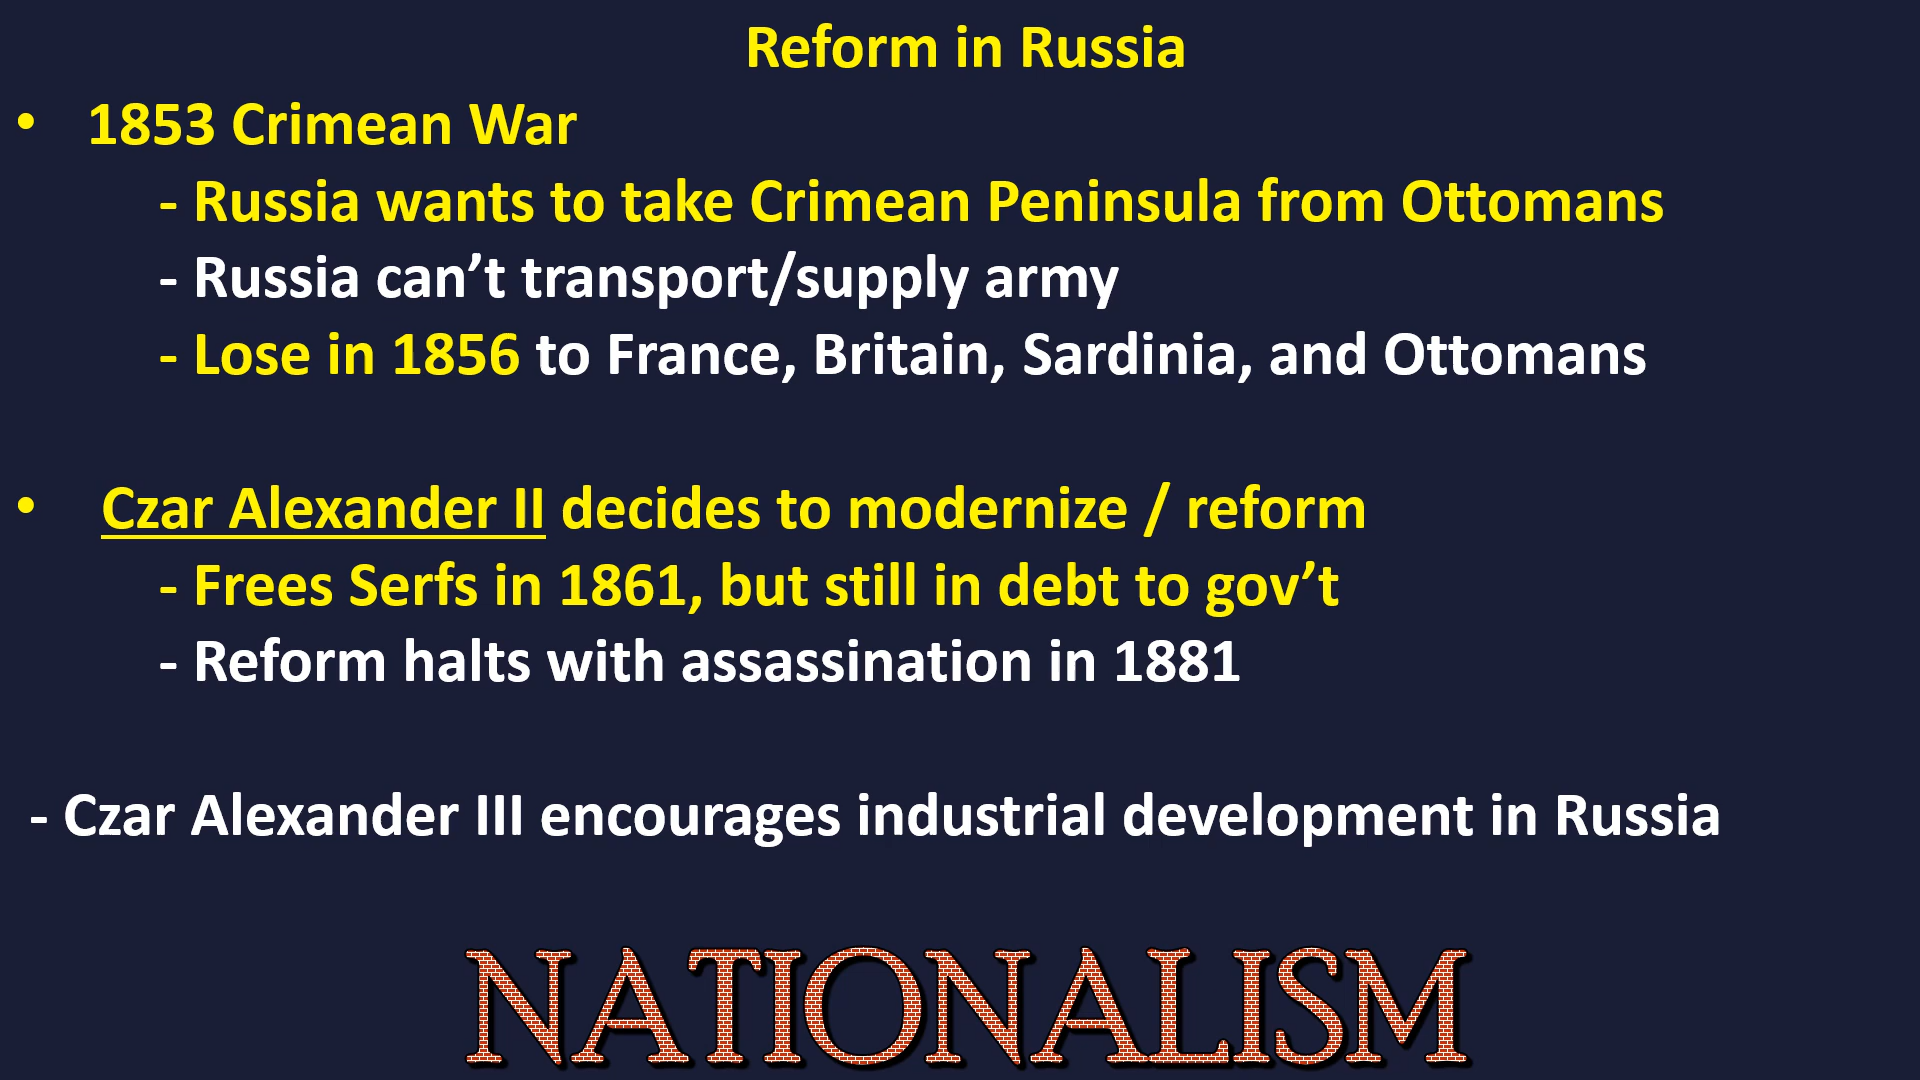 Reform in Russia
• 1853 Crimean War
- Russia wants to take Crimean Peninsula from Ottomans
- Russia can’t transport/supply army
- Lose in 1856 to France, Britain, Sardinia, and Ottomans
• Czar Alexander II decides to modernize / reform
- Frees Serfs in 1861, but still in debt to gov’t
- Reform halts with assassination in 1881
- Czar Alexander III encourages industrial development in Russia
NATIONALISM